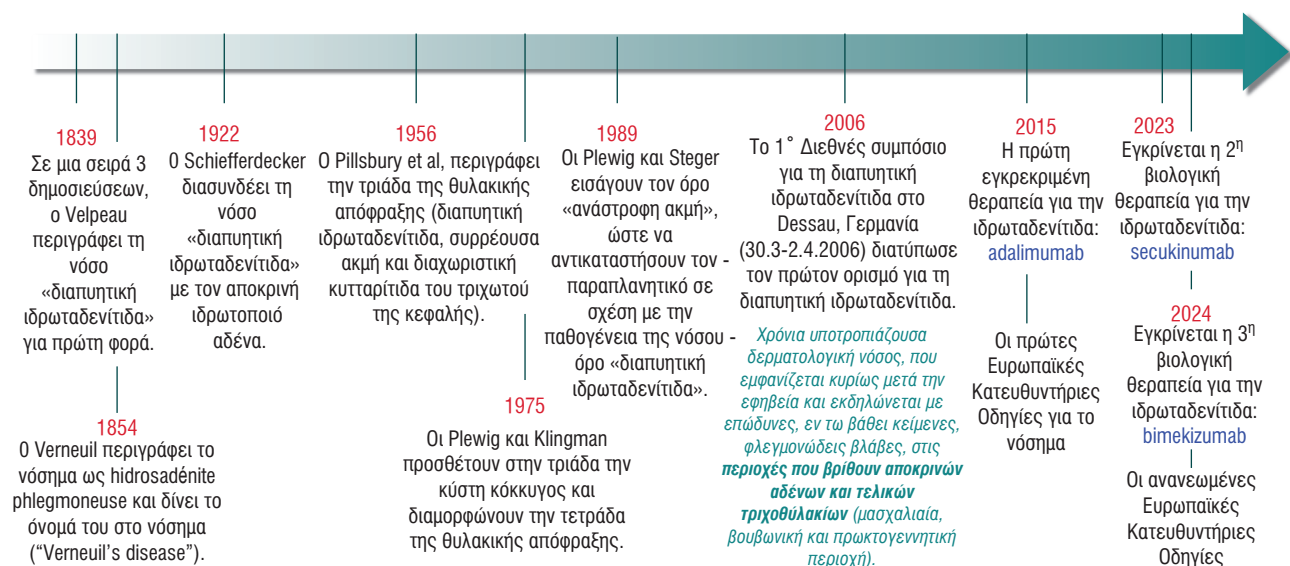 1839
Σε μια σειρά 3
δημοσιεύσεων,
ο Velpeau
περιγράφει τη
νόσο
«διαπυητική
ιδρωταδενίτιδα»
για πρώτη φορά.
1854
Ο Verneuil περιγράφει το
νόσημα ως hidrosadénite
phlegmoneuse και δίνει το
όνομά του στο νόσημα
(“Verneuil’s disease”).
1922
Ο Schiefferdecker
διασυνδέει τη
νόσο
«διαπυητική
ιδρωταδενίτιδα»
με τον αποκρινή
ιδρωτοποιό
αδένα.
1956
Ο Pillsbury et al, περιγράφει
την τριάδα της θυλακικής
απόφραξης (διαπυητική
ιδρωταδενίτιδα, συρρέουσα
ακμή και διαχωριστική
κυτταρίτιδα του τριχωτού
της κεφαλής).
1975
Οι Plewig και Klingman
προσθέτουν στην τριάδα την
κύστη κόκκυγος και
διαμορφώνουν την τετράδα
της θυλακικής απόφραξης.
1989
Οι Plewig και Steger
εισάγουν τον όρο
«ανάστροφη ακμή»,
ώστε να
αντικαταστήσουν τον -
παραπλανητικό σε
σχέση με την
παθογένεια της νόσου -
όρο «διαπυητική
ιδρωταδενίτιδα».
2006
Το 1° Διεθνές συμπόσιο
για τη διαπυητική
ιδρωταδενίτιδα στο
Dessau, Γερμανία
(30.3-2.4.2006) διατύπωσε
τον πρώτον ορισμό για τη
διαπυητική ιδρωταδενίτιδα.
Χρόνια υποτροπιάζουσα
δερματολογική νόσος, που
εμφανίζεται κυρίως μετά την
εφηβεία και εκδηλώνεται με
επώδυνες, εν τω βάθει κείμενες,
φλεγμονώδεις βλάβες, στις
περιοχές που βρίθουν αποκρινών
αδένων και τελικών
τριχοθυλακίων (μασχαλιαία,
βουβωνική και πρωκτογεννητική
περιοχή).
2015
Η πρώτη
εγκρεκριμένη
θεραπεία για την
ιδρωταδενίτιδα:
adalimumab
Οι πρώτες
Ευρωπαϊκές
Κατευθυντήριες
Οδηγίες για το
νόσημα
2023
Εγκρίνεται η 2η
βιολογική
θεραπεία για την
ιδρωταδενίτιδα:
secukinumab
2024
Εγκρίνεται η 3η
βιολογική
θεραπεία για την
ιδρωταδενίτιδα:
bimekizumab
Οι ανανεωμένες
Ευρωπαϊκές
Κατευθυντήριες
Οδηγίες